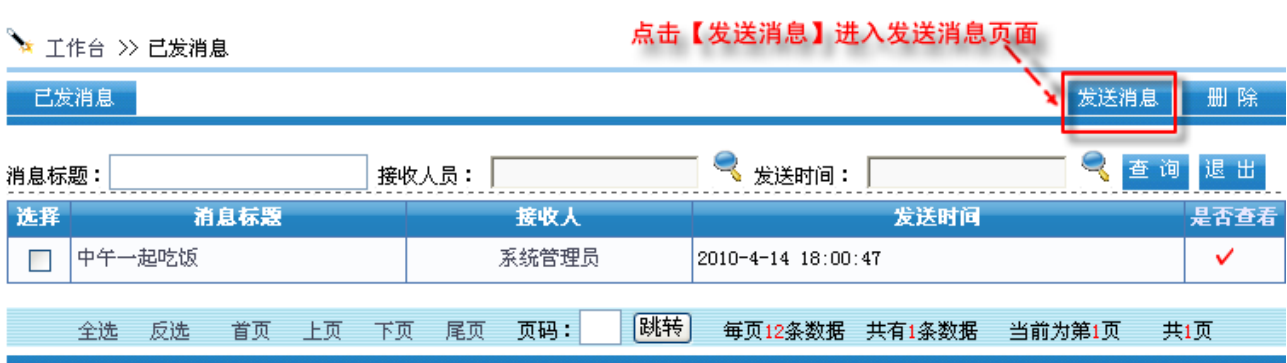 点击【发送消息】进入发送消息页面
工作台 >> 已发消息
已发消息 发送消息 删 除
消息标题： 接收人员： 发送时间： 查 询 退 出
选择 消息标题 接收人 发送时间 是否查看
中午一起吃饭 系统管理员 2010-4-14 18:00:47
全选 反选 首页 上页 下页 尾页 页码： 跳转 每页12条数据 共有1条数据 当前为第1页 共1页